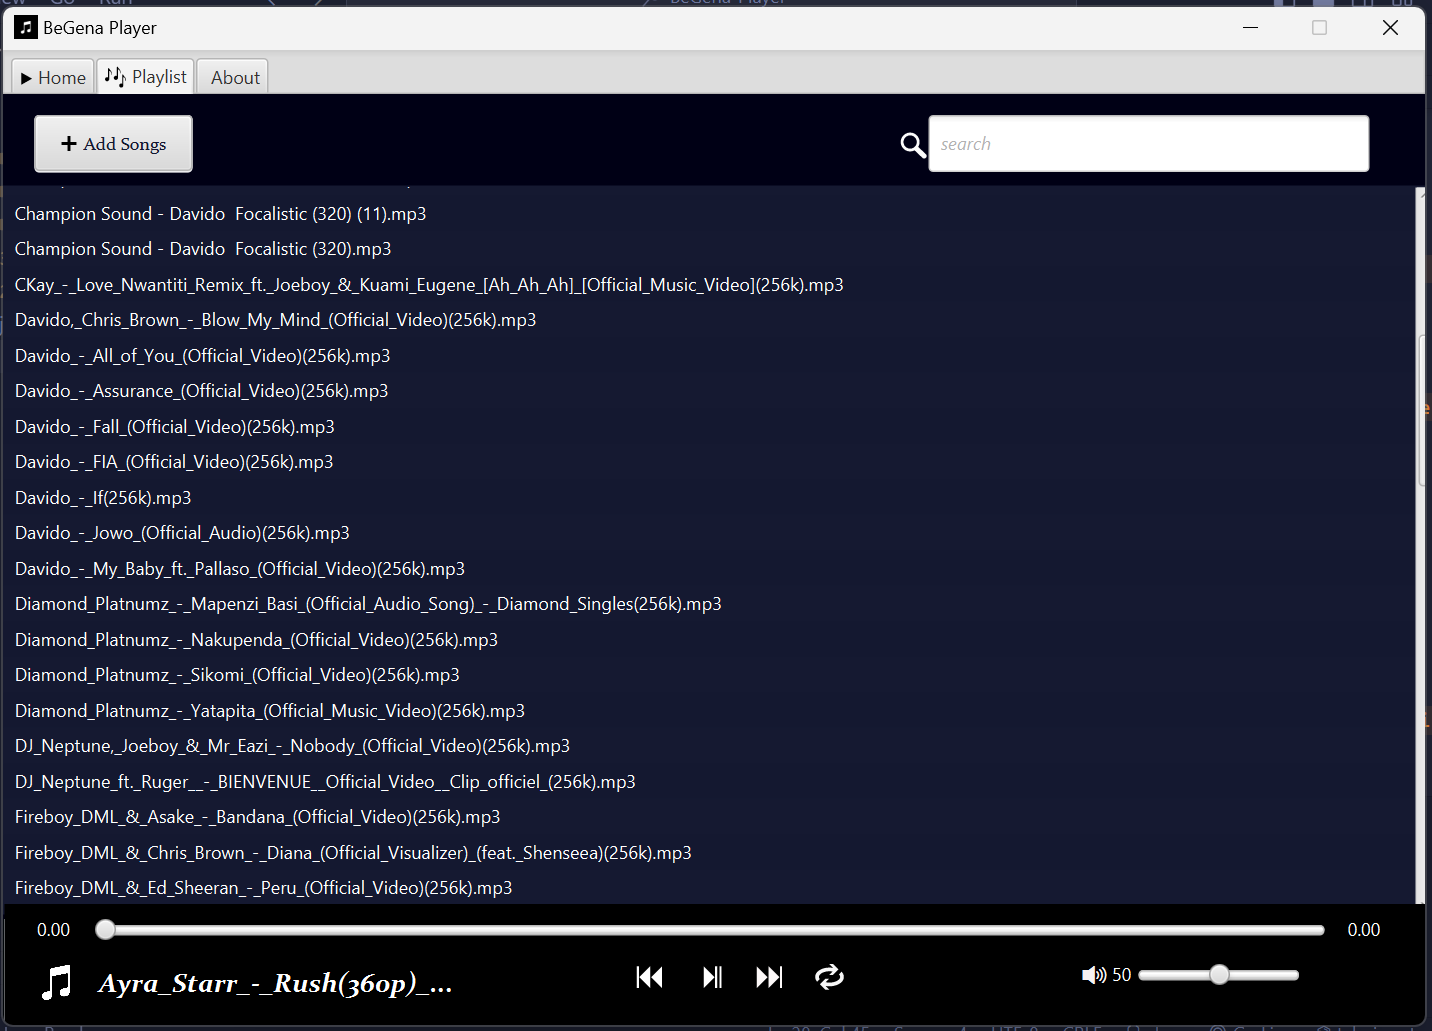 BeGena Player
Home Playlist About
+ Add Songs search
Champion Sound - Davido  Focalistic (320) (11).mp3
Champion Sound - Davido  Focalistic (320).mp3
CKay_-_Love_Nwantiti_Remix_ft._Joeboy_&_Kuami_Eugene_[Ah_Ah_Ah]_[Official_Music_Video](256k).mp3
Davido,_Chris_Brown_-_Blow_My_Mind_(Official_Video)(256k).mp3
Davido_-_All_of_You_(Official_Video)(256k).mp3
Davido_-_Assurance_(Official_Video)(256k).mp3
Davido_-_Fall_(Official_Video)(256k).mp3
Davido_-_FIA_(Official_Video)(256k).mp3
Davido_-_If(256k).mp3
Davido_-_Jowo_(Official_Audio)(256k).mp3
Davido_-_My_Baby_ft._Pallaso_(Official_Video)(256k).mp3
Diamond_Platnumz_-_Mapenzi_Basi_(Official_Audio_Song)_-_Diamond_Singles(256k).mp3
Diamond_Platnumz_-_Nakupenda_(Official_Video)(256k).mp3
Diamond_Platnumz_-_Sikomi_(Official_Video)(256k).mp3
Diamond_Platnumz_-_Yatapita_(Official_Music_Video)(256k).mp3
DJ_Neptune,_Joeboy_&_Mr_Eazi_-_Nobody_(Official_Video)(256k).mp3
DJ_Neptune_ft._Ruger__-_BIENVENUE__Official_Video__Clip_officiel_(256k).mp3
Fireboy_DML_&_Asake_-_Bandana_(Official_Video)(256k).mp3
Fireboy_DML_&_Chris_Brown_-_Diana_(Official_Visualizer)_(feat._Shenseea)(256k).mp3
Fireboy_DML_&_Ed_Sheeran_-_Peru_(Official_Video)(256k).mp3
0.00 0.00
Ayra_Starr_-_Rush(360p)_... 50